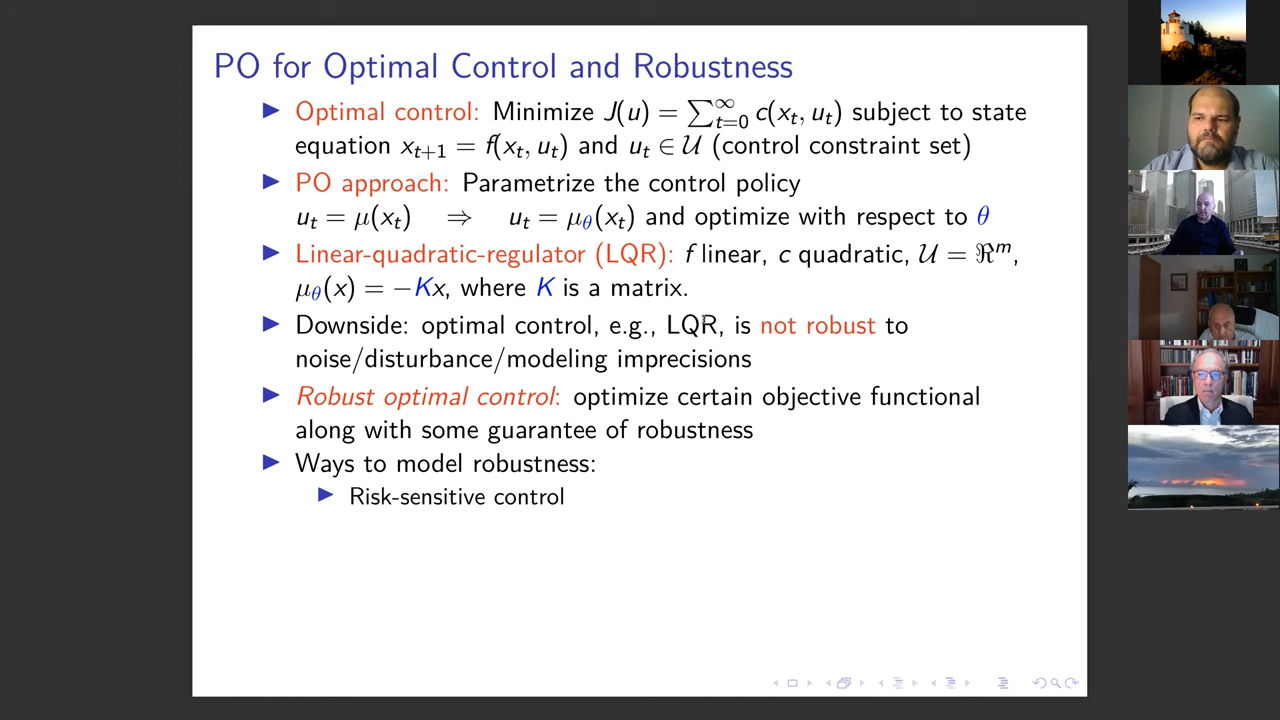 PO for Optimal Control and Robustness
▶ Optimal control: Minimize J(u) = ∑_{t=0}^{∞} c(x_t, u_t) subject to state
equation x_{t+1} = f(x_t, u_t) and u_t ∈ 𝒰 (control constraint set)
▶ PO approach: Parametrize the control policy
u_t = μ(x_t) ⇒ u_t = μ_θ(x_t) and optimize with respect to θ
▶ Linear-quadratic-regulator (LQR): f linear, c quadratic, 𝒰 = ℜ^m,
μ_θ(x) = −Kx, where K is a matrix.
▶ Downside: optimal control, e.g., LQR, is not robust to
noise/disturbance/modeling imprecisions
▶ Robust optimal control: optimize certain objective functional
along with some guarantee of robustness
▶ Ways to model robustness:
▶ Risk-sensitive control